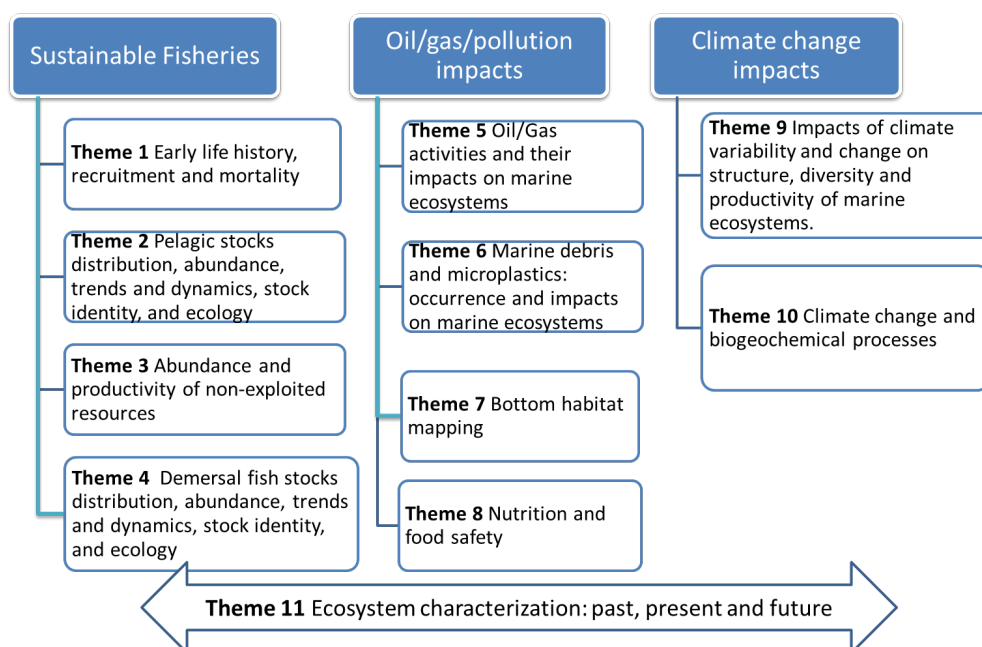 Sustainable Fisheries
Theme 1 Early life history,
recruitment and mortality
Theme 2 Pelagic stocks
distribution, abundance,
trends and dynamics, stock
identity, and ecology
Theme 3 Abundance and
productivity of non-exploited
resources
Theme 4 Demersal fish stocks
distribution, abundance, trends
and dynamics, stock identity,
and ecology
Oil/gas/pollution
impacts
Theme 5 Oil/Gas
activities and their
impacts on marine
ecosystems
Theme 6 Marine debris
and microplastics:
occurrence and impacts
on marine ecosystems
Theme 7 Bottom habitat
mapping
Theme 8 Nutrition and
food safety
Climate change
impacts
Theme 9 Impacts of climate
variability and change on
structure, diversity and
productivity of marine
ecosystems.
Theme 10 Climate change and
biogeochemical processes
Theme 11 Ecosystem characterization: past, present and future